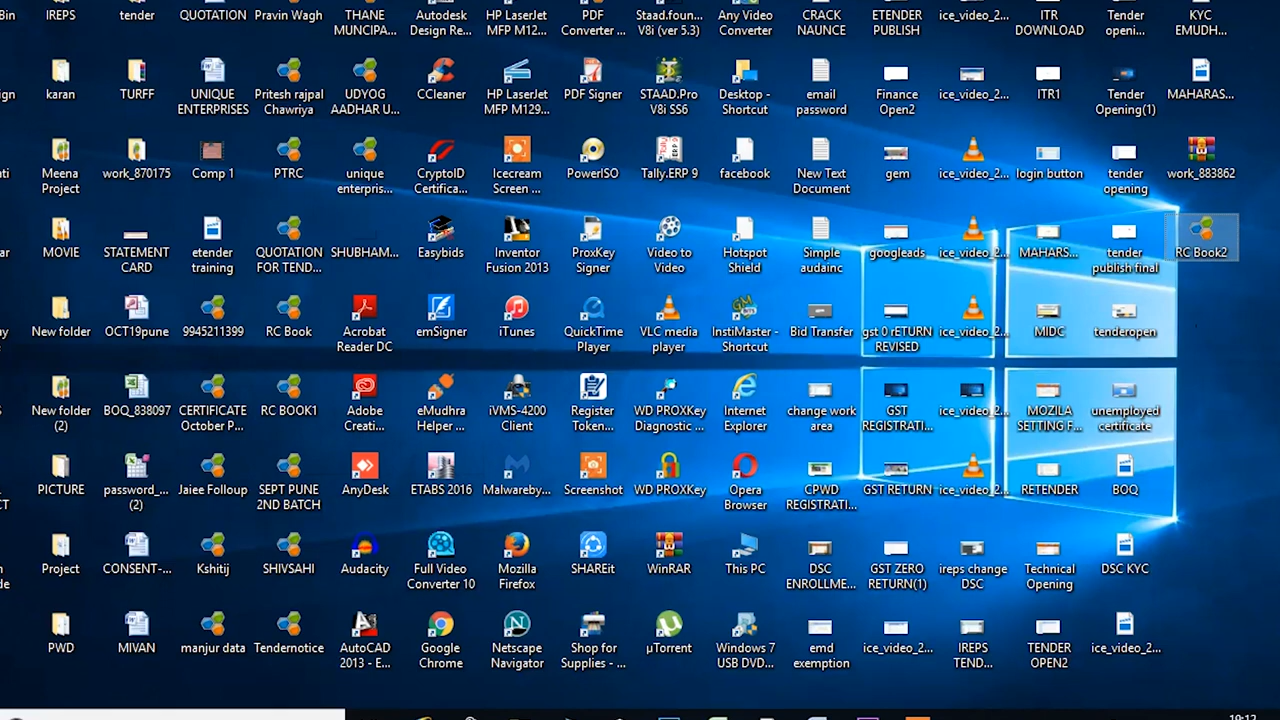 Bin
IREPS
tender
QUOTATION
Pravin Wagh
THANE
MUNCIPA...
Autodesk
Design Re...
HP LaserJet
MFP M12...
PDF
Converter ...
Staad.foun...
V8i (ver 5.3)
Any Video
Converter
CRACK
NAUNCE
ETENDER
PUBLISH
ice_video_2...
ITR
DOWNLOAD
Tender
openi...
KYC
EMUDH...
ign
karan
TURFF
UNIQUE
ENTERPRISES
Pritesh rajpal
Chawriya
UDYOG
AADHAR U...
CCleaner
HP LaserJet
MFP M129...
PDF Signer
STAAD.Pro
V8i SS6
Desktop -
Shortcut
email
password
Finance
Open2
ice_video_2...
ITR1
Tender
Opening(1)
MAHARAS...
Meena
Project
work_870175
Comp 1
PTRC
unique
enterpris...
CryptoID
Certifica...
Icecream
Screen ...
PowerISO
Tally.ERP 9
facebook
New Text
Document
gem
ice_video_2...
login button
tender
opening
work_883862
ar
MOVIE
STATEMENT
CARD
etender
training
QUOTATION
FOR TEND...
SHUBHAM...
Easybids
Inventor
Fusion 2013
ProxKey
Signer
Video to
Video
Hotspot
Shield
Simple
audainc
googleads
ice_video_2...
MAHARS...
tender
publish final
RC Book2
New folder
OCT19pune
9945211399
RC Book
Acrobat
Reader DC
emSigner
iTunes
QuickTime
Player
VLC media
player
InstiMaster -
Shortcut
Bid Transfer
gst 0 rETURN
REVISED
ice_video_2...
MIDC
tenderopen
New folder
(2)
BOQ_838097
CERTIFICATE
October P...
RC BOOK1
Adobe
Creati...
eMudhra
Helper ...
iVMS-4200
Client
Register
Token...
WD PROXKey
Diagnostic ...
Internet
Explorer
change work
area
GST
REGISTRATI...
ice_video_2...
MOZILA
SETTING F...
unemployed
certificate
PICTURE
password_...
(2)
Jaiee Folloup
SEPT PUNE
2ND BATCH
AnyDesk
ETABS 2016
Malwareby...
Screenshot
WD PROXKey
Opera
Browser
CPWD
REGISTRATI...
GST RETURN
ice_video_2...
RETENDER
BOQ
Project
CONSENT-...
Kshitij
SHIVSAHI
Audacity
Full Video
Converter 10
Mozilla
Firefox
SHAREit
WinRAR
This PC
DSC
ENROLLME...
GST ZERO
RETURN(1)
ireps change
DSC
Technical
Opening
DSC KYC
PWD
MIVAN
manjur data
Tendernotice
AutoCAD
2013 - E...
Google
Chrome
Netscape
Navigator
Shop for
Supplies - ...
µTorrent
Windows 7
USB DVD...
emd
exemption
ice_video_2...
IREPS
TEND...
TENDER
OPEN2
ice_video_2...